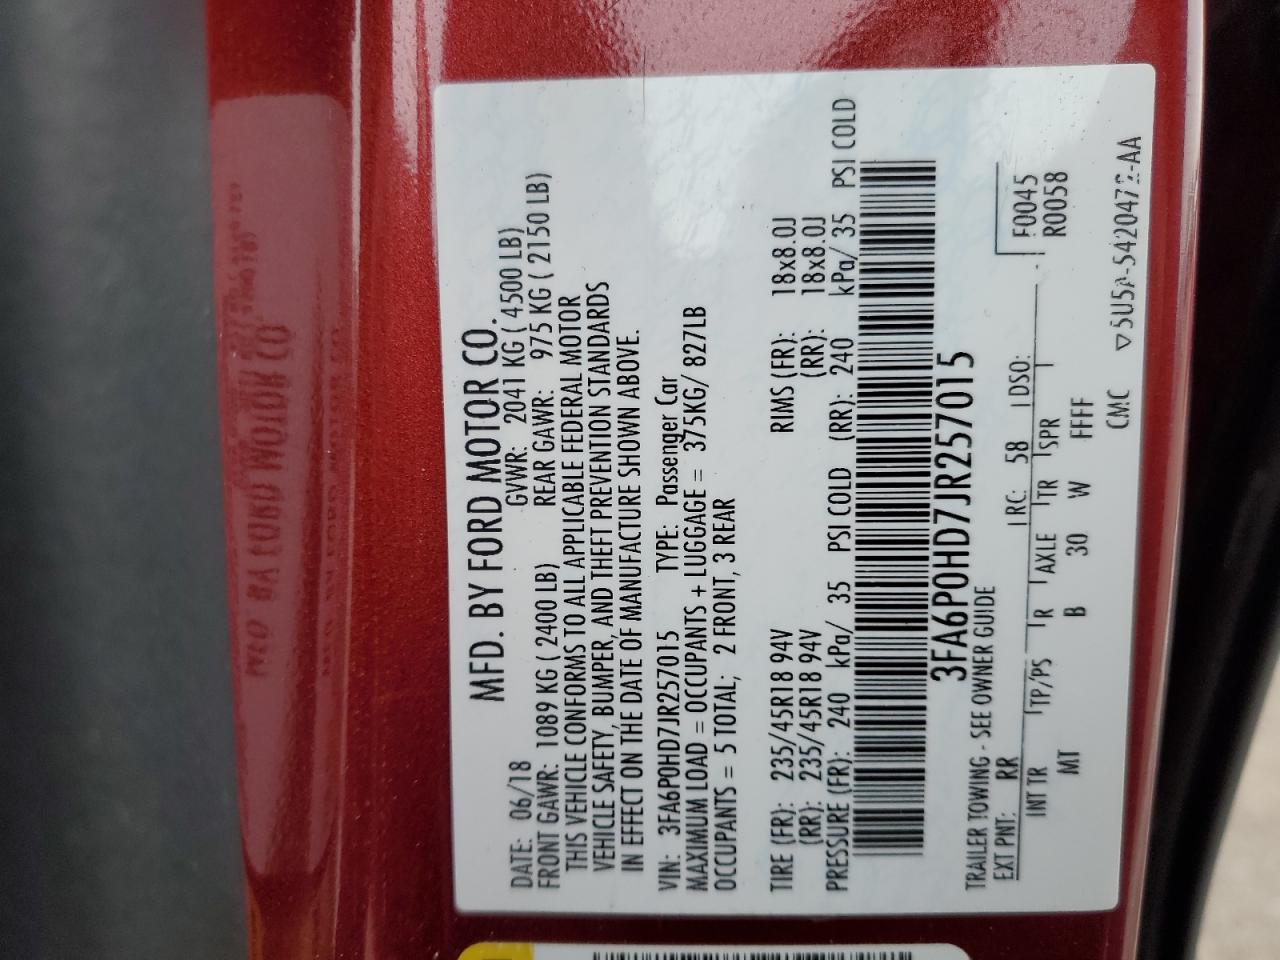 MFD. BY FORD MOTOR CO.
DATE: 06/18 GVWR: 2041 KG ( 4500 LB)
FRONT GAWR: 1089 KG ( 2400 LB) REAR GAWR: 975 KG ( 2150 LB)
THIS VEHICLE CONFORMS TO ALL APPLICABLE FEDERAL MOTOR
VEHICLE SAFETY, BUMPER, AND THEFT PREVENTION STANDARDS
IN EFFECT ON THE DATE OF MANUFACTURE SHOWN ABOVE.
VIN: 3FA6P0HD7JR257015 TYPE: Passenger Car
MAXIMUM LOAD = OCCUPANTS + LUGGAGE = 375KG/ 827LB
OCCUPANTS = 5 TOTAL; 2 FRONT, 3 REAR
TIRE (FR): 235/45R18 94V RIMS (FR): 18x8.0J
(RR): 235/45R18 94V (RR): 18x8.0J
PRESSURE (FR): 240 kPa/ 35 PSI COLD (RR): 240 kPa/ 35 PSI COLD
3FA6P0HD7JR257015
TRAILER TOWING - SEE OWNER GUIDE
EXT PNT: RR RC: 58 DSO: F0045
R0058
INT TR TP/PS R AXLE TR SPR
MT B 30 W FFFF
CMC